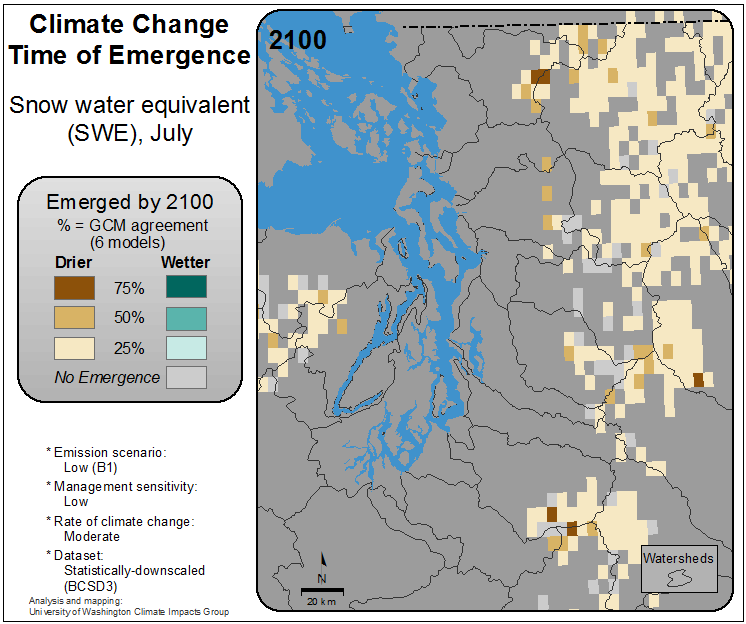 Climate Change
Time of Emergence
Snow water equivalent
(SWE), July
Emerged by 2100
% = GCM agreement
(6 models)
Drier Wetter
75%
50%
25%
No Emergence
* Emission scenario:
Low (B1)
* Management sensitivity:
Low
* Rate of climate change:
Moderate
* Dataset:
Statistically-downscaled
(BCSD3)
Analysis and mapping:
University of Washington Climate Impacts Group
2100
N
20 km
Watersheds